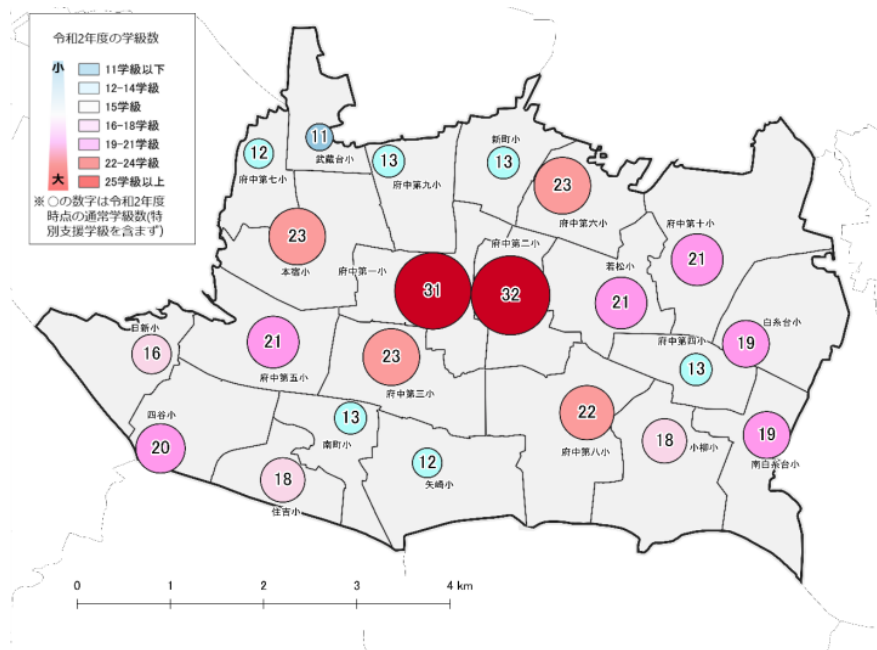 令和2年度の学級数
小
11学級以下
12-14学級
15学級
16-18学級
19-21学級
22-24学級
大
25学級以上
※ ○の数字は令和2年度
時点の通常学級数(特
別支援学級を含まず)
11
武蔵台小
12
府中第七小
13
府中第九小
新町小
13
23
府中第六小
23
本宿小
府中第一小
31
府中第二小
32
若松小
21
府中第十小
21
日新小
16
21
府中第五小
23
府中第三小
府中第四小
13
白糸台小
19
四谷小
20
18
住吉小
13
南町小
12
矢崎小
22
府中第八小
18
小柳小
19
南白糸台小
0 1 2 3 4 km